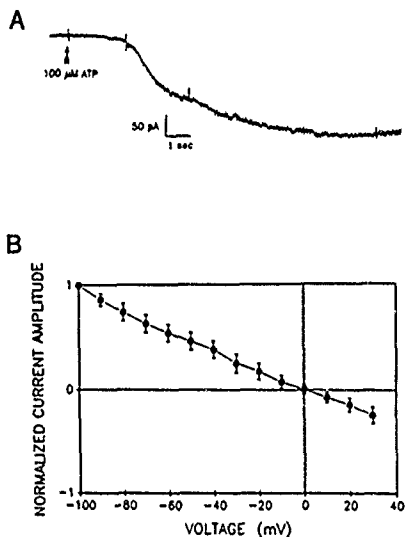 A
100 μM ATP
50 pA
1 sec
B
NORMALIZED CURRENT AMPLITUDE
1
0
-1
-100 -80 -60 -40 -20 0 20 40
VOLTAGE (mV)